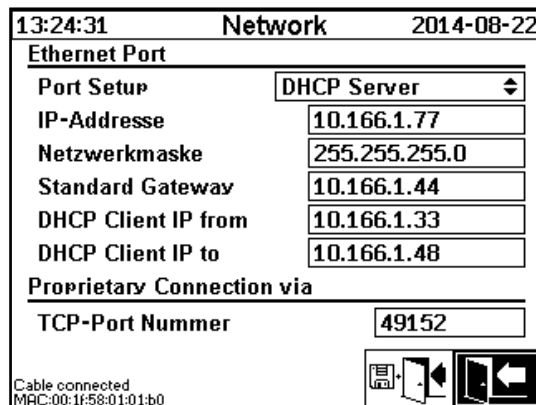 13:24:31 Network 2014-08-22
Ethernet Port
Port Setup DHCP Server
IP-Addresse 10.166.1.77
Netzwerkmaske 255.255.255.0
Standard Gateway 10.166.1.44
DHCP Client IP from 10.166.1.33
DHCP Client IP to 10.166.1.48
Proprietary Connection via
TCP-Port Nummer 49152
Cable connected
MAC:00:1f:58:01:01:b0